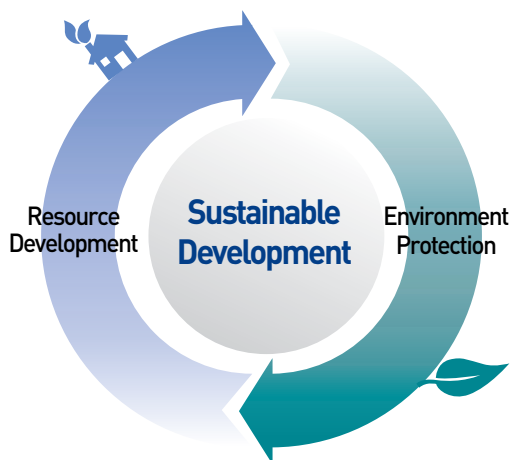 Sustainable
Development
Resource
Development
Environment
Protection